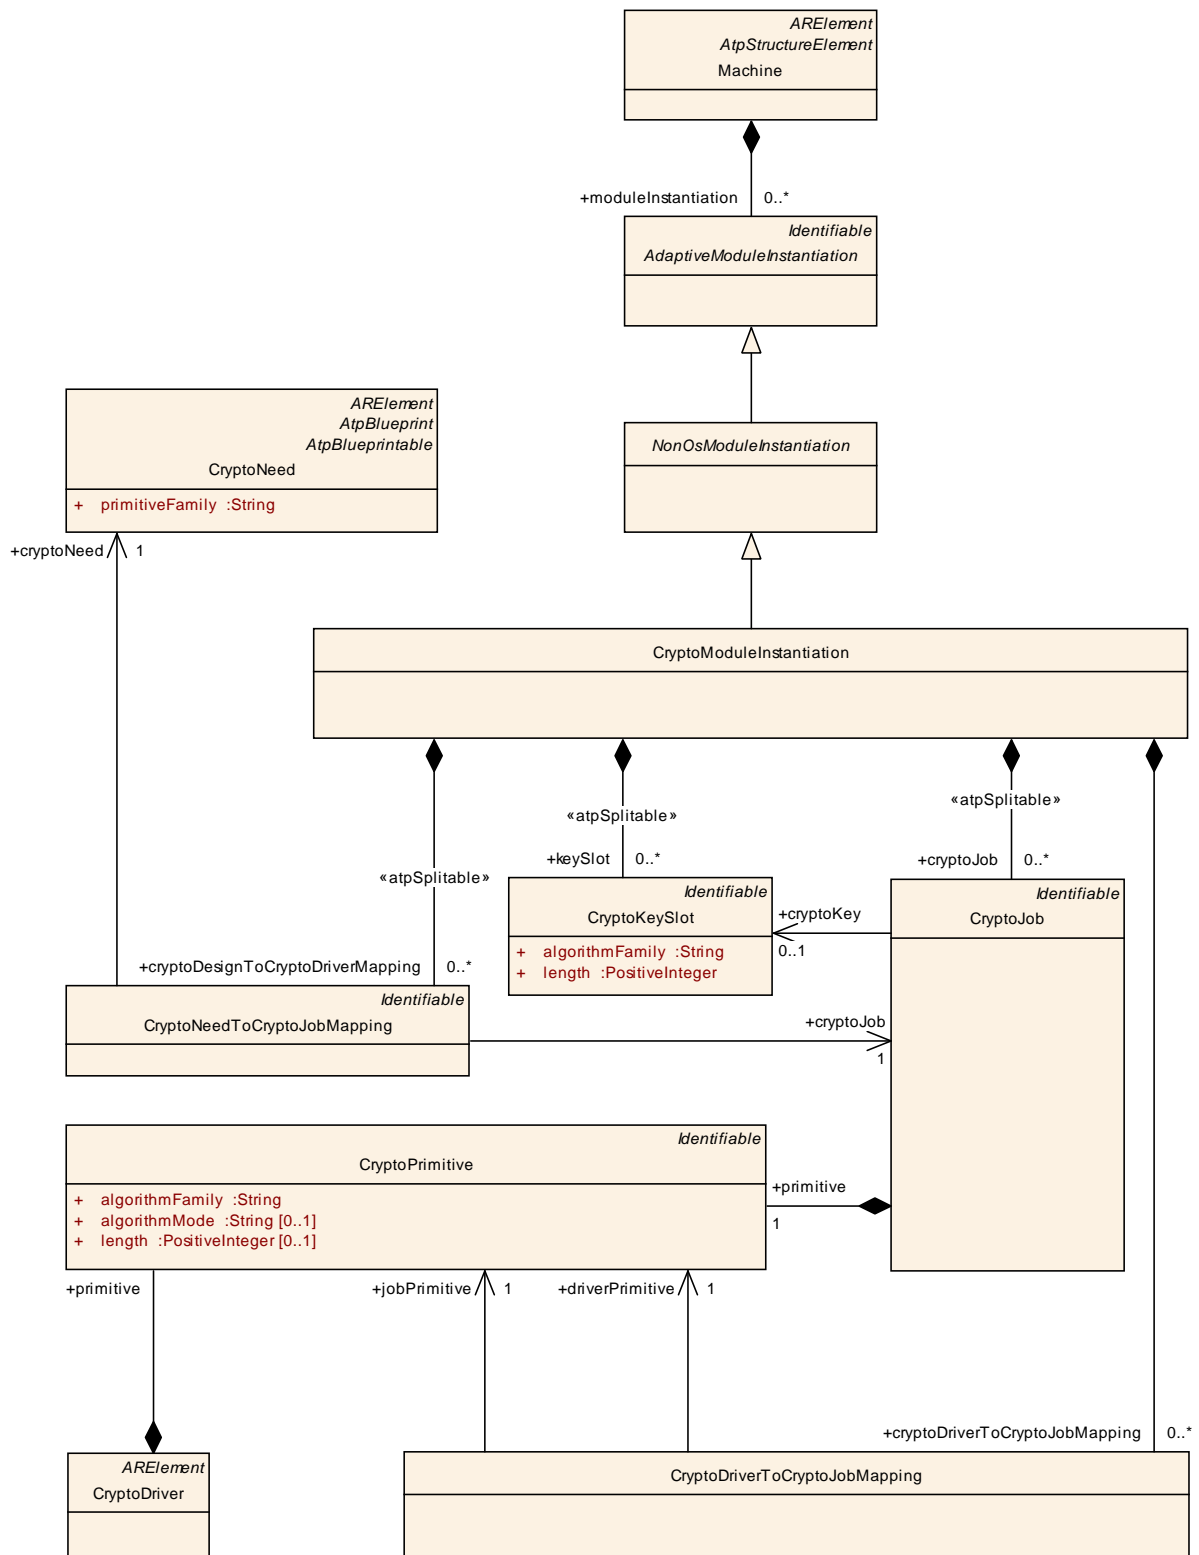 ARElement
AtpStructureElement
Machine
+moduleInstantiation 0..*
Identifiable
AdaptiveModuleInstantiation
ARElement
AtpBlueprint
AtpBlueprintable
CryptoNeed
+ primitiveFamily :String
NonOsModuleInstantiation
+cryptoNeed 1
CryptoModuleInstantiation
«atpSplitable»
«atpSplitable»
+keySlot 0..*
+cryptoJob 0..*
«atpSplitable»
Identifiable
CryptoKeySlot
+ algorithmFamily :String
+ length :PositiveInteger
+cryptoKey
0..1
Identifiable
CryptoJob
+cryptoDesignToCryptoDriverMapping 0..*
Identifiable
CryptoNeedToCryptoJobMapping
+cryptoJob
1
Identifiable
CryptoPrimitive
+ algorithmFamily :String
+ algorithmMode :String [0..1]
+ length :PositiveInteger [0..1]
+primitive
1
+primitive
+jobPrimitive 1
+driverPrimitive 1
+cryptoDriverToCryptoJobMapping 0..*
ARElement
CryptoDriver
CryptoDriverToCryptoJobMapping